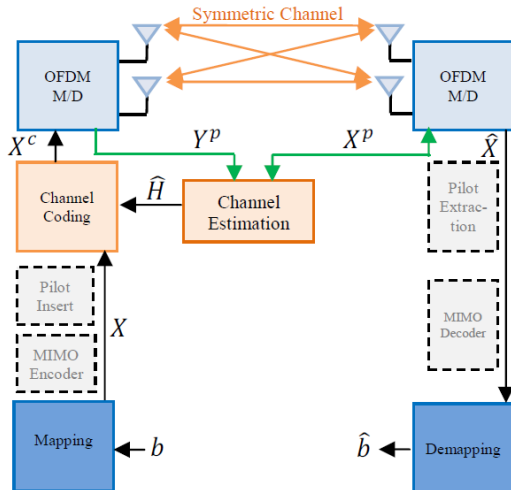 Symmetric Channel
OFDM
M/D
OFDM
M/D
X^c
Y^p
X^p
X̂
Channel
Coding
Ĥ
Channel
Estimation
Pilot
Extrac-
tion
Pilot
Insert
X
MIMO
Encoder
MIMO
Decoder
Mapping
b
b̂
Demapping